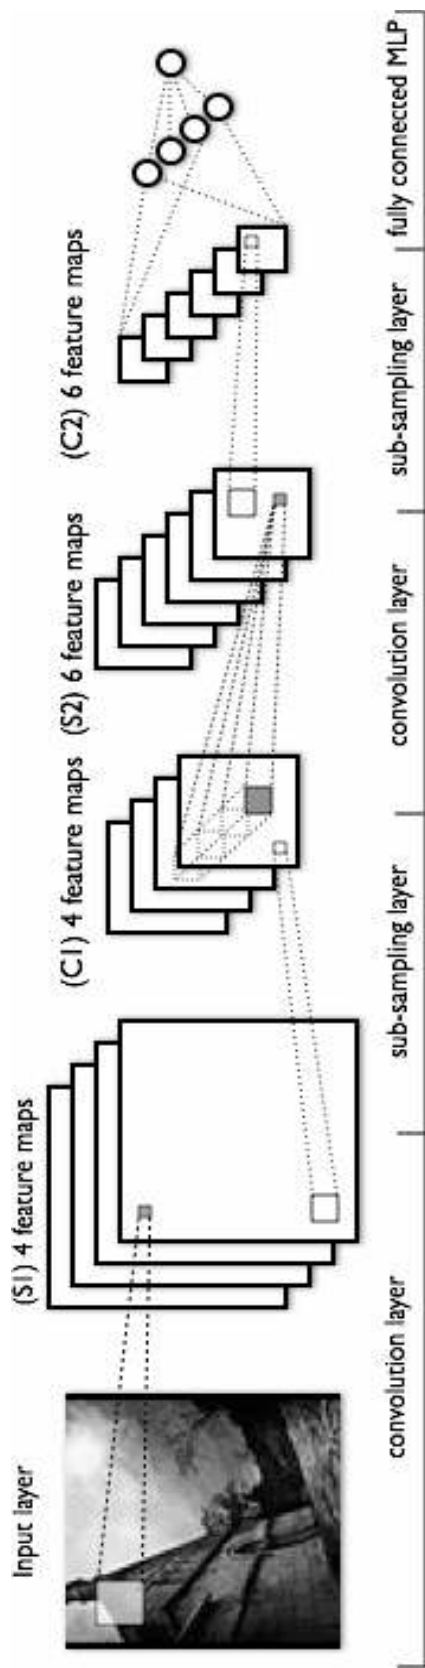 Input layer
(S1) 4 feature maps
(C1) 4 feature maps
(S2) 6 feature maps
(C2) 6 feature maps
convolution layer
sub-sampling layer
convolution layer
sub-sampling layer
fully connected MLP